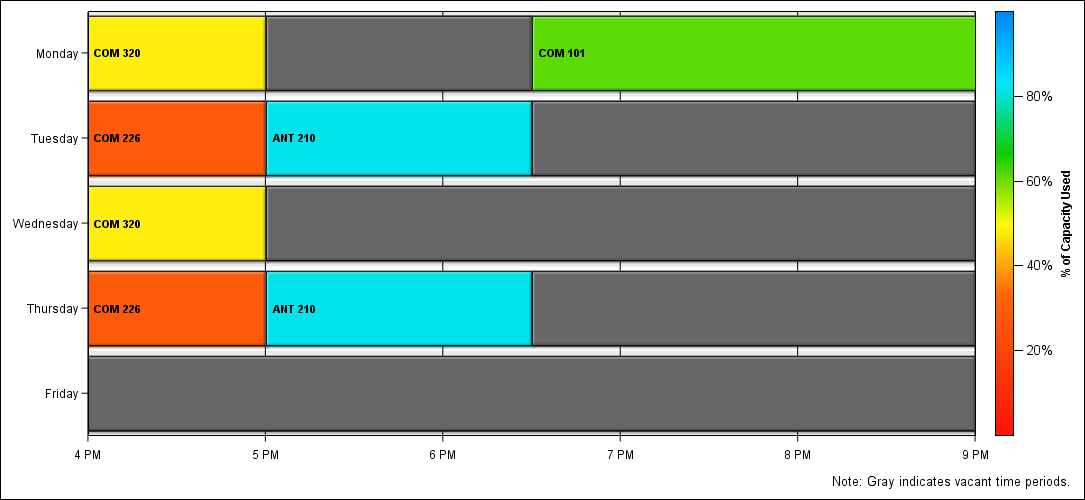 Monday
COM 320
COM 101
Tuesday
COM 226
ANT 210
Wednesday
COM 320
Thursday
COM 226
ANT 210
Friday
4 PM
5 PM
6 PM
7 PM
8 PM
9 PM
80%
60%
40%
20%
% of Capacity Used
Note: Gray indicates vacant time periods.